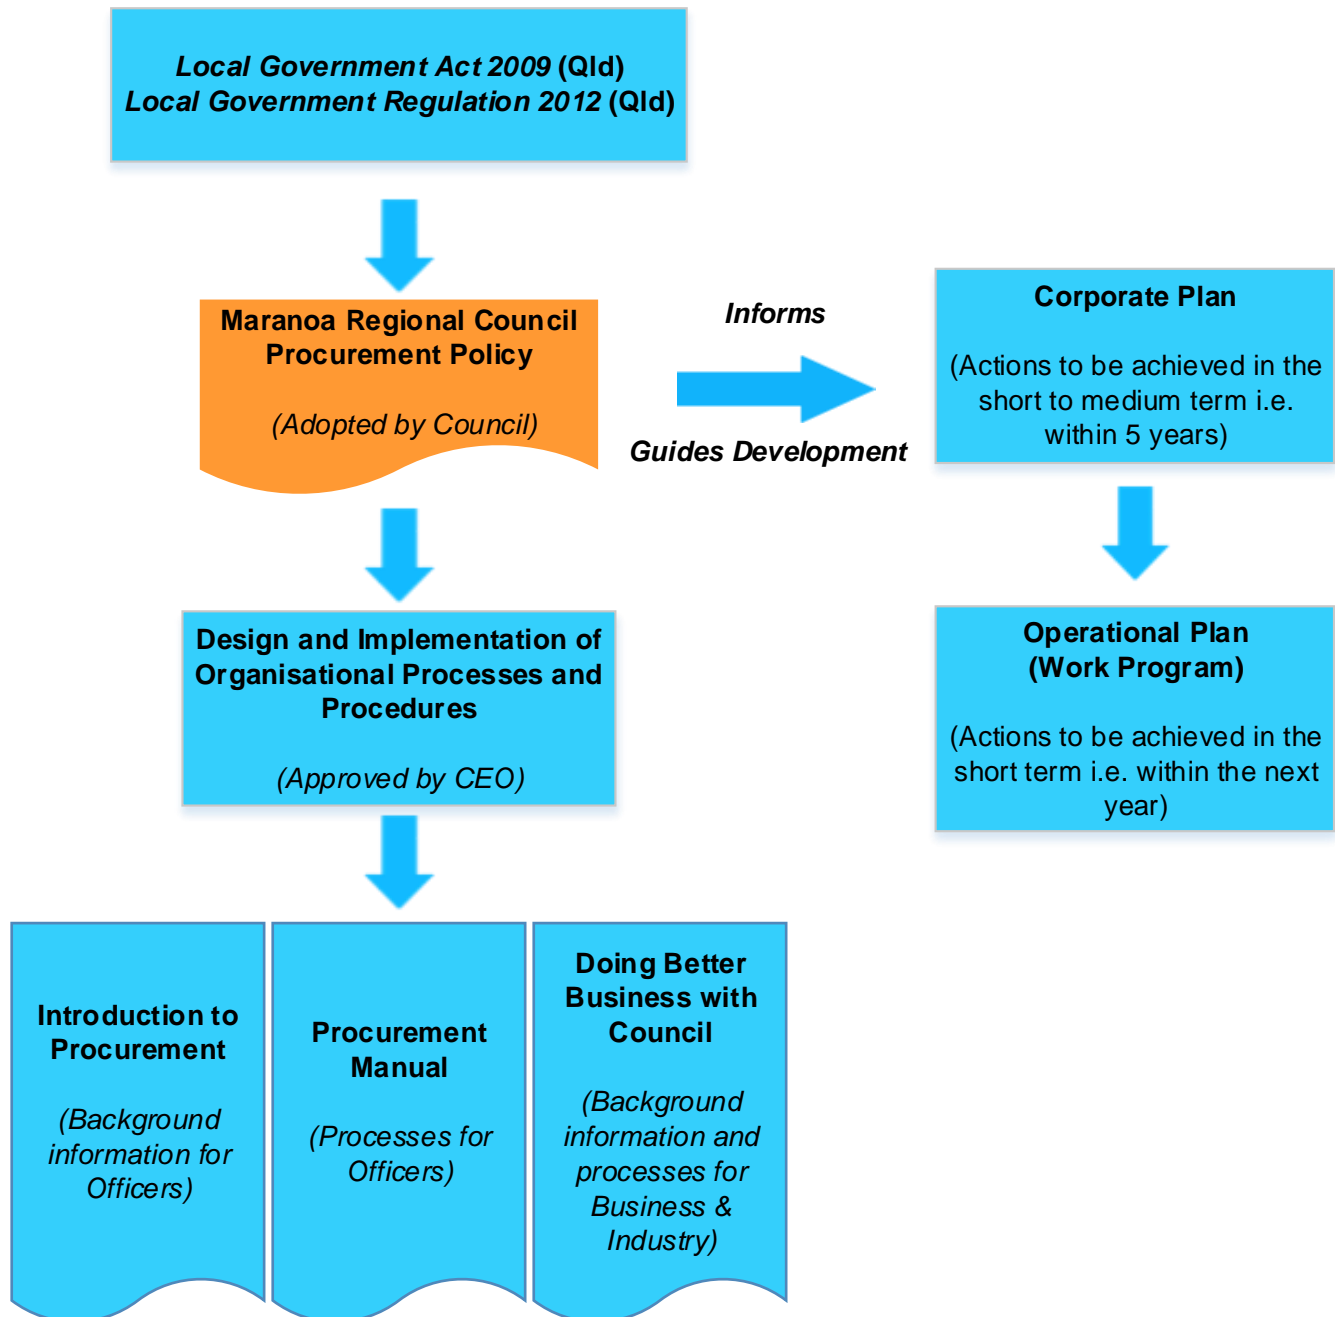 Local Government Act 2009 (Qld)
Local Government Regulation 2012 (Qld)
Maranoa Regional Council
Procurement Policy
(Adopted by Council)
Informs
Guides Development
Corporate Plan
(Actions to be achieved in the
short to medium term i.e.
within 5 years)
Design and Implementation of
Organisational Processes and
Procedures
(Approved by CEO)
Operational Plan
(Work Program)
(Actions to be achieved in the
short term i.e. within the next
year)
Introduction to
Procurement
(Background
information for
Officers)
Procurement
Manual
(Processes for
Officers)
Doing Better
Business with
Council
(Background
information and
processes for
Business &
Industry)